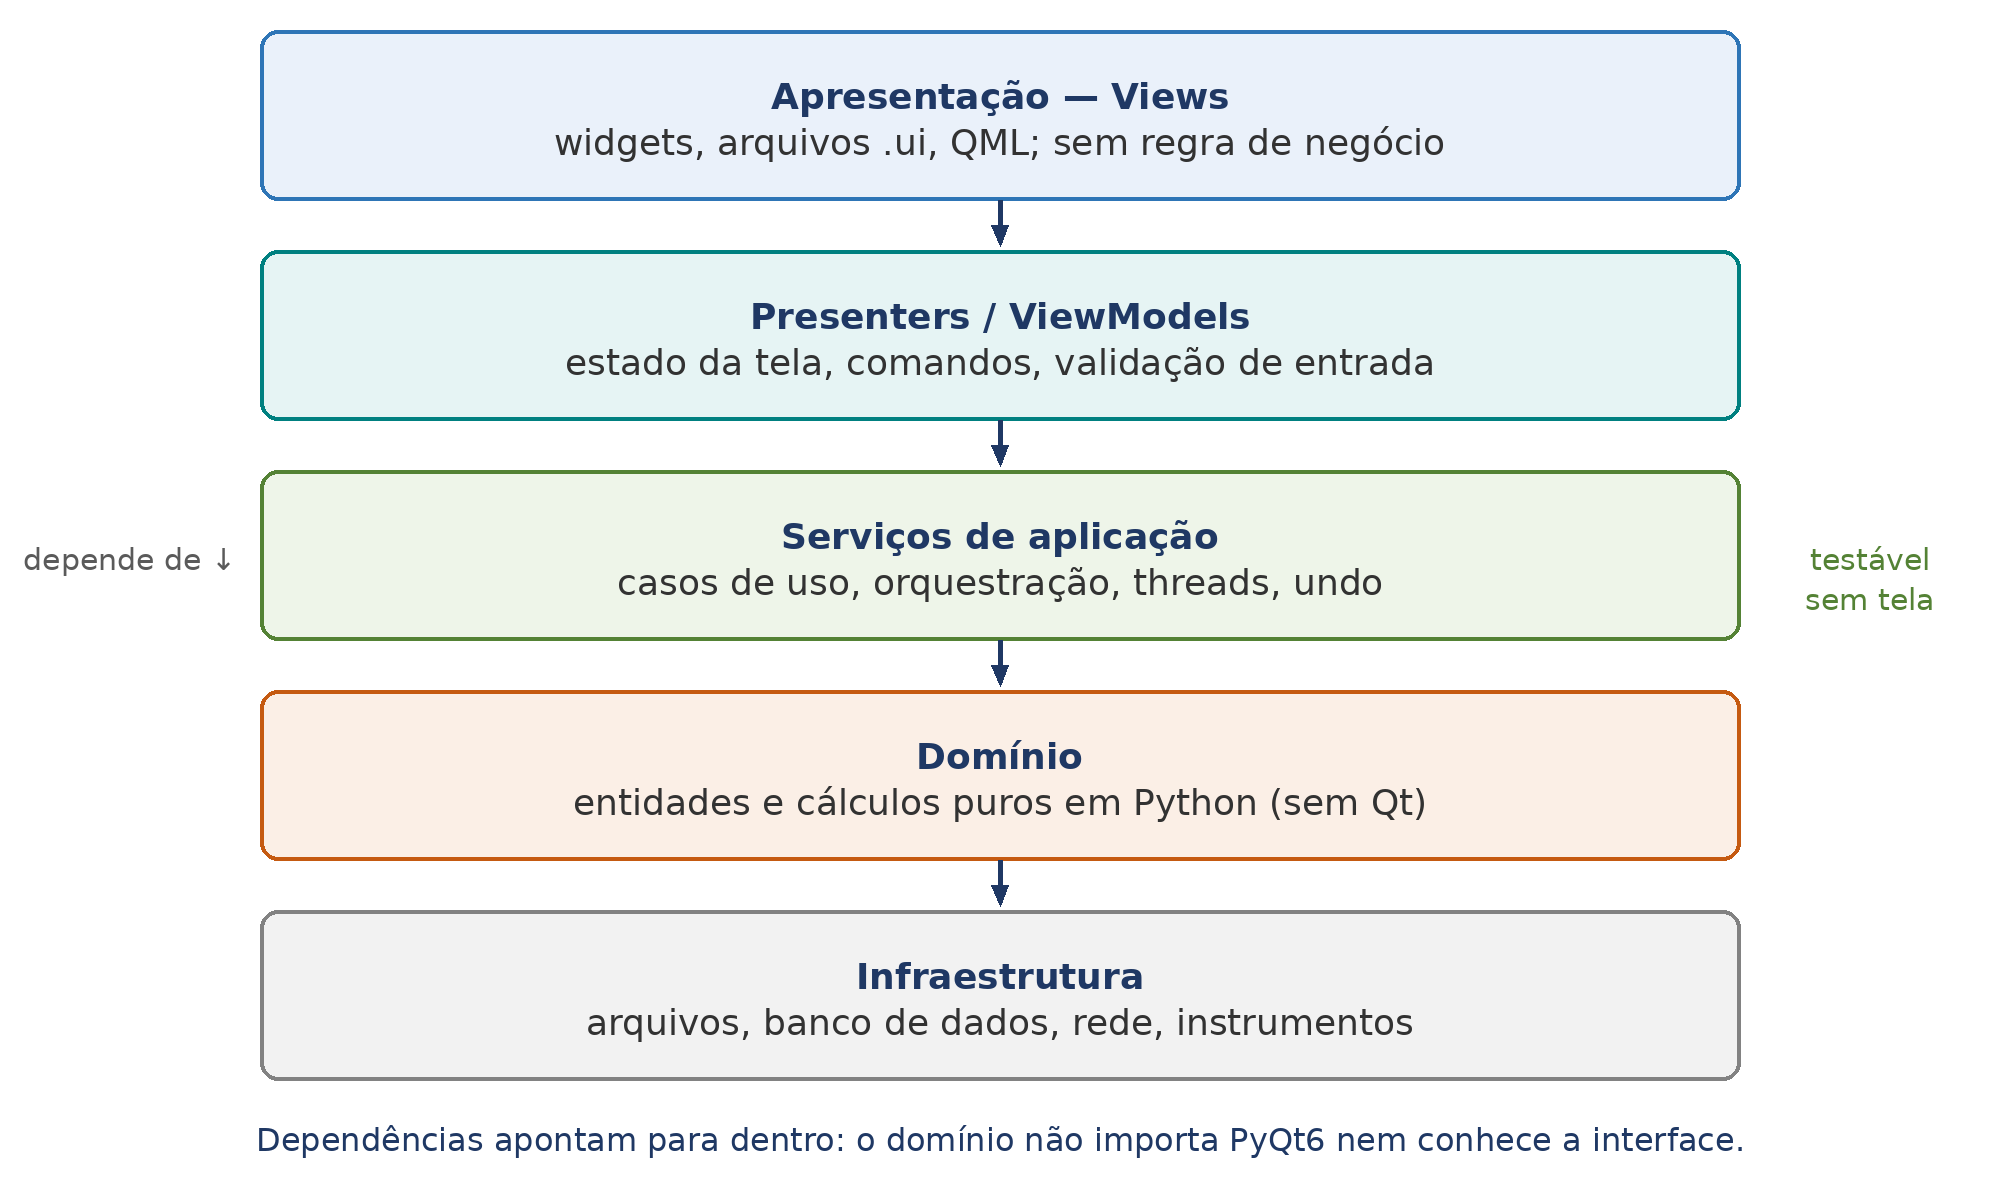 Apresentação — Views
widgets, arquivos .ui, QML; sem regra de negócio
Presenters / ViewModels
estado da tela, comandos, validação de entrada
Serviços de aplicação
casos de uso, orquestração, threads, undo
depende de ↓
testável
sem tela
Domínio
entidades e cálculos puros em Python (sem Qt)
Infraestrutura
arquivos, banco de dados, rede, instrumentos
Dependências apontam para dentro: o domínio não importa PyQt6 nem conhece a interface.